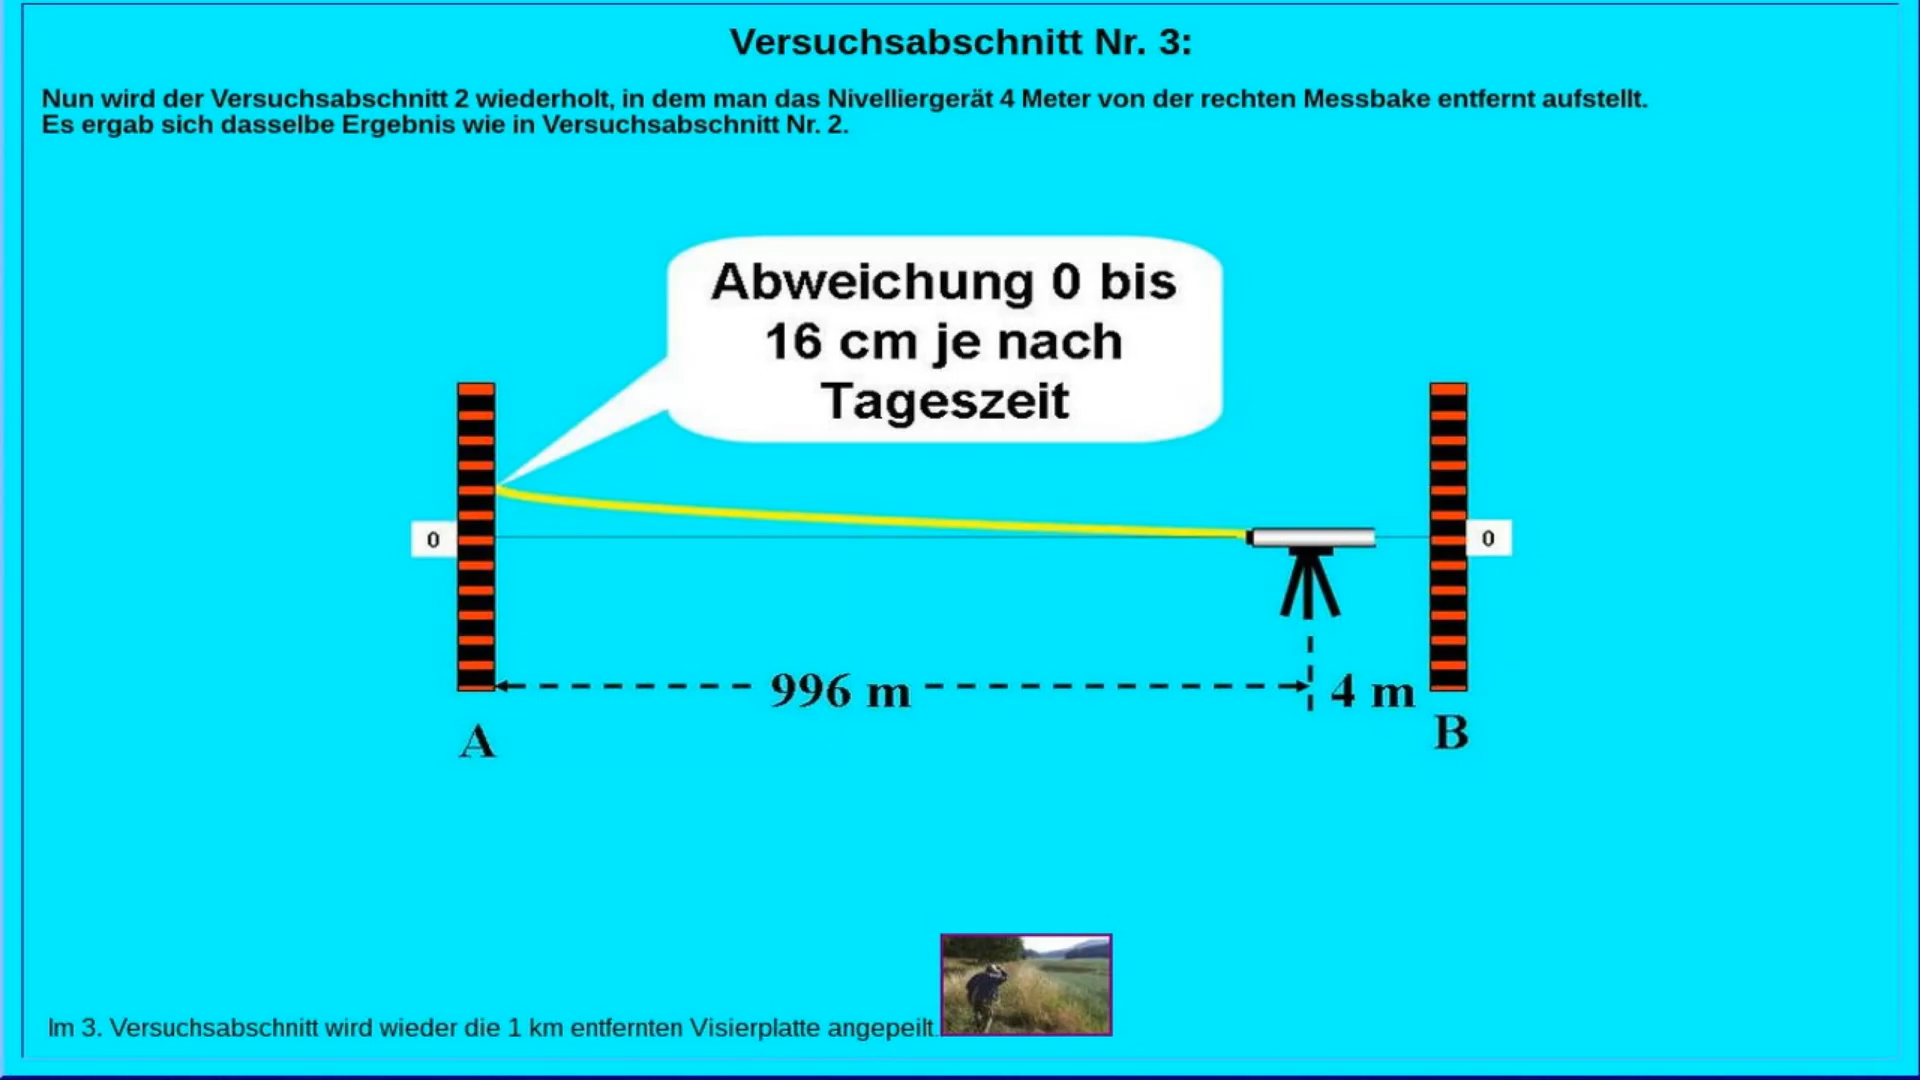 Versuchsabschnitt Nr. 3:
Nun wird der Versuchsabschnitt 2 wiederholt, in dem man das Nivelliergerät 4 Meter von der rechten Messbake entfernt aufstellt.
Es ergab sich dasselbe Ergebnis wie in Versuchsabschnitt Nr. 2.
Abweichung 0 bis
16 cm je nach
Tageszeit
0
0
996 m
4 m
A
B
Im 3. Versuchsabschnitt wird wieder die 1 km entfernten Visierplatte angepeilt.